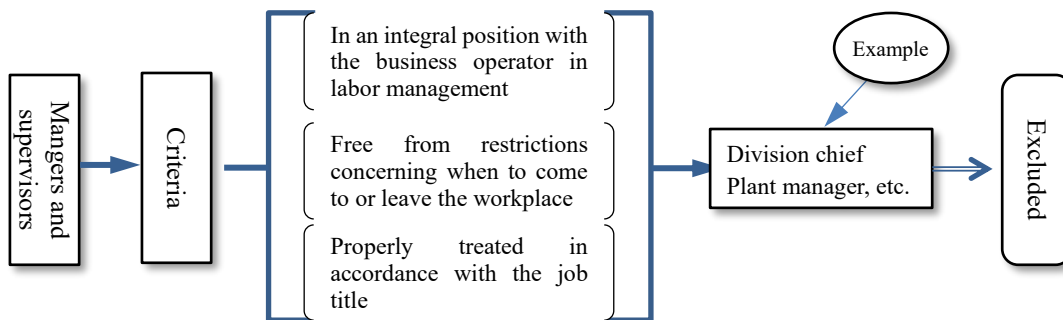 Mangers and
supervisors
Criteria
In an integral position with
the business operator in
labor management
Free from restrictions
concerning when to come
to or leave the workplace
Properly treated in
accordance with the job
title
Example
Division chief
Plant manager, etc.
Excluded